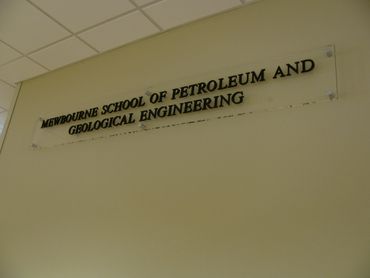 MEWBOURNE SCHOOL OF PETROLEUM AND
GEOLOGICAL ENGINEERING